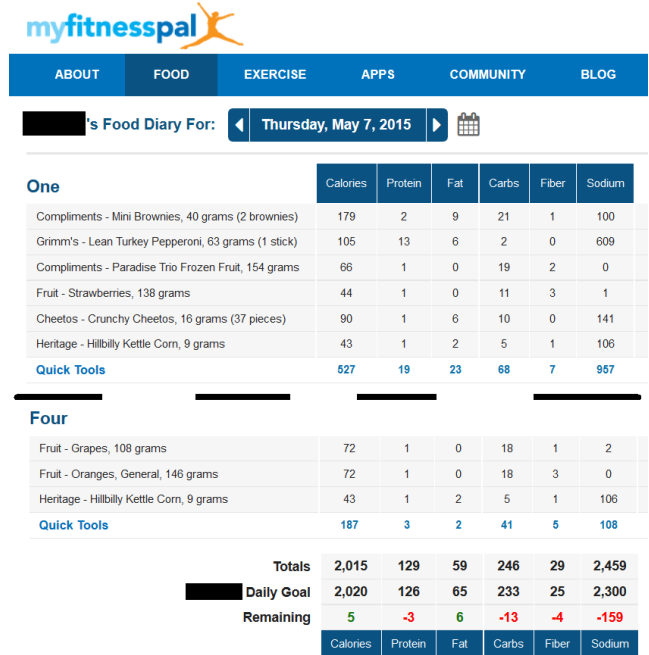 myfitnesspal
ABOUT FOOD EXERCISE APPS COMMUNITY BLOG
's Food Diary For: Thursday, May 7, 2015
One Calories Protein Fat Carbs Fiber Sodium
Compliments - Mini Brownies, 40 grams (2 brownies) 179 2 9 21 1 100
Grimm's - Lean Turkey Pepperoni, 63 grams (1 stick) 105 13 6 2 0 609
Compliments - Paradise Trio Frozen Fruit, 154 grams 66 1 0 19 2 0
Fruit - Strawberries, 138 grams 44 1 0 11 3 1
Cheetos - Crunchy Cheetos, 16 grams (37 pieces) 90 1 6 10 0 141
Heritage - Hillbilly Kettle Corn, 9 grams 43 1 2 5 1 106
Quick Tools 527 19 23 68 7 957
Four
Fruit - Grapes, 108 grams 72 1 0 18 1 2
Fruit - Oranges, General, 146 grams 72 1 0 18 3 0
Heritage - Hillbilly Kettle Corn, 9 grams 43 1 2 5 1 106
Quick Tools 187 3 2 41 5 108
Totals 2,015 129 59 246 29 2,459
Daily Goal 2,020 126 65 233 25 2,300
Remaining 5 -3 6 -13 -4 -159
Calories Protein Fat Carbs Fiber Sodium